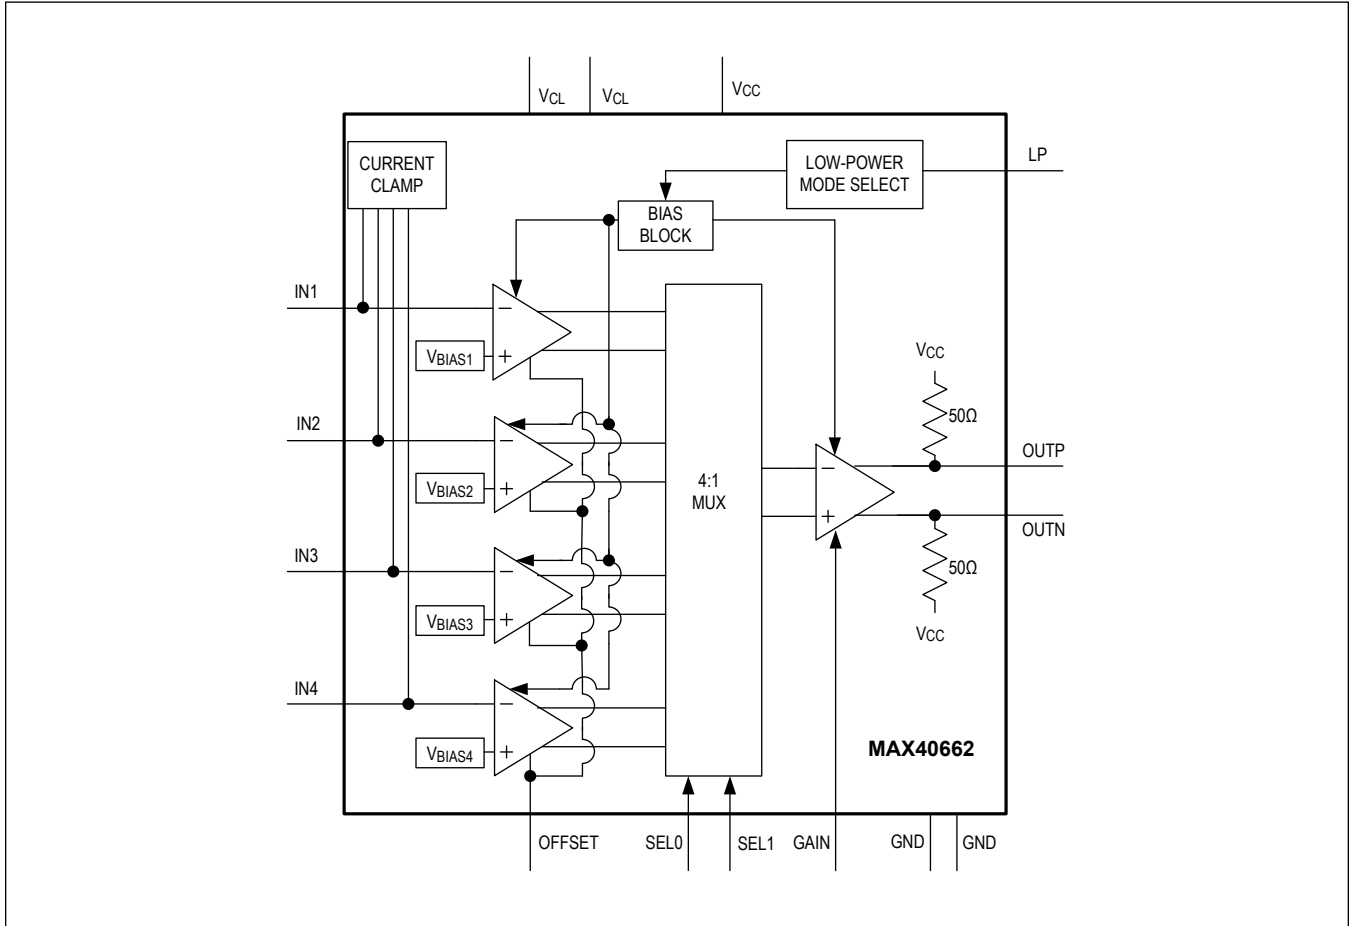 VCL
VCL
VCC
CURRENT
CLAMP
LOW-POWER
MODE SELECT
LP
BIAS
BLOCK
IN1
−
VBIAS1
+
VCC
50Ω
IN2
−
VBIAS2
+
4:1
MUX
−
+
OUTP
OUTN
IN3
−
VBIAS3
+
50Ω
VCC
IN4
−
VBIAS4
+
MAX40662
OFFSET
SEL0
SEL1
GAIN
GND
GND